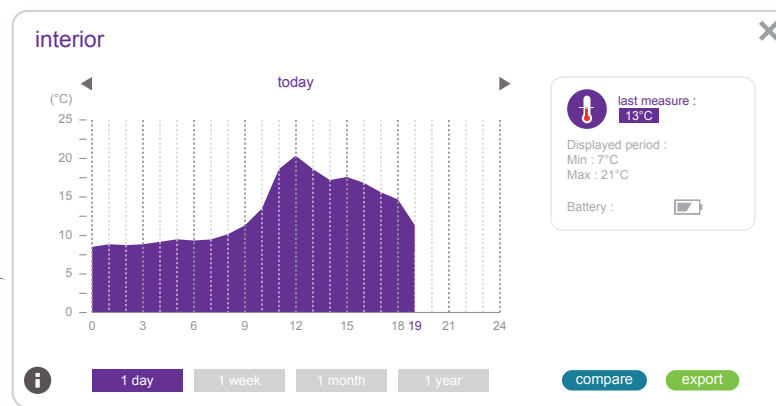 interior
today
(°C)
25
20
15
10
5
0
0 3 6 9 12 15 18 19 21 24
last measure :
13°C
Displayed period :
Min : 7°C
Max : 21°C
Battery :
1 day 1 week 1 month 1 year
compare export